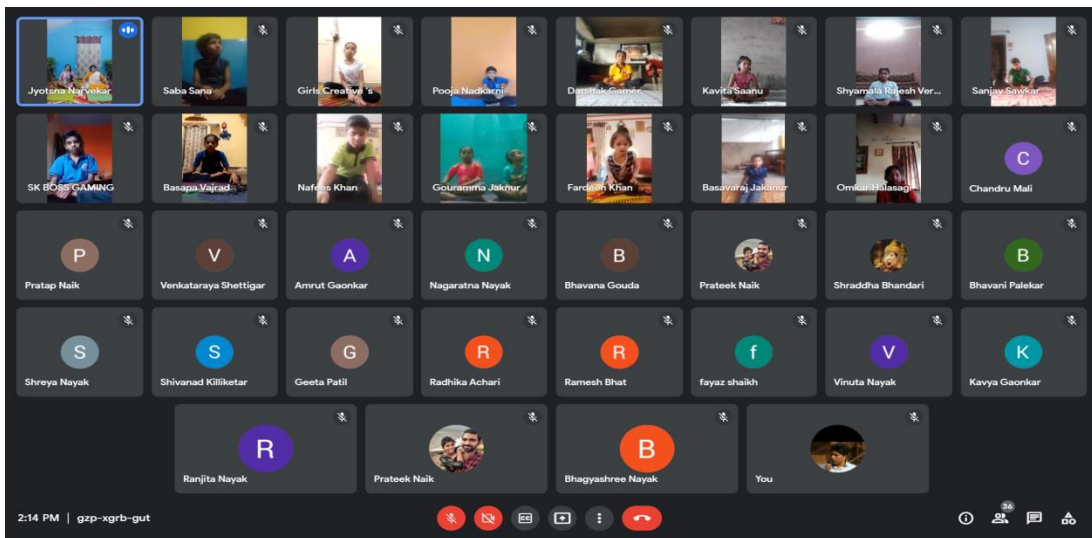 Jyotsna Narvekar
Saba Sana
Girls Creative 's
Pooja Nadkarni
Darshak Gamer
Kavita Saanu
Shyamala Rajesh Ver...
Sanjay Sawkar
SK BOSS GAMING
Basapa Vajrad
Nafees Khan
Gouramma Jaknur
Fardeen Khan
Basavaraj Jakanur
Omkar Halasagi
C
Chandru Mali
P
Pratap Naik
V
Venkataraya Shettigar
A
Amrut Gaonkar
N
Nagaratna Nayak
B
Bhavana Gouda
Prateek Naik
Shraddha Bhandari
B
Bhavani Palekar
S
Shreya Nayak
S
Shivanad Killiketar
G
Geeta Patil
R
Radhika Achari
R
Ramesh Bhat
f
fayaz shaikh
V
Vinuta Nayak
K
Kavya Gaonkar
R
Ranjita Nayak
Prateek Naik
B
Bhagyashree Nayak
You
2:14 PM | gzp-xgrb-gut
CC
36